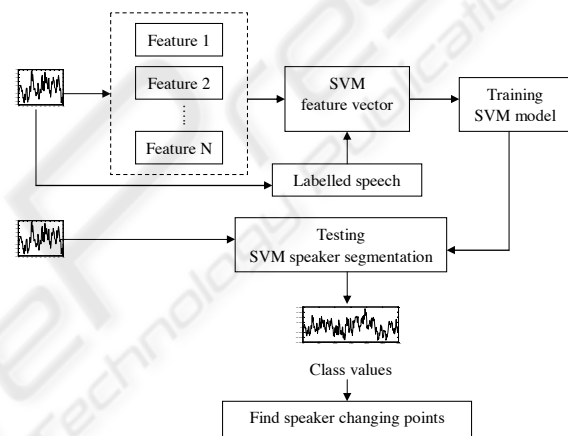 Feature 1
Feature 2
Feature N
SVM
feature vector
Training
SVM model
Labelled speech
Testing
SVM speaker segmentation
Class values
Find speaker changing points